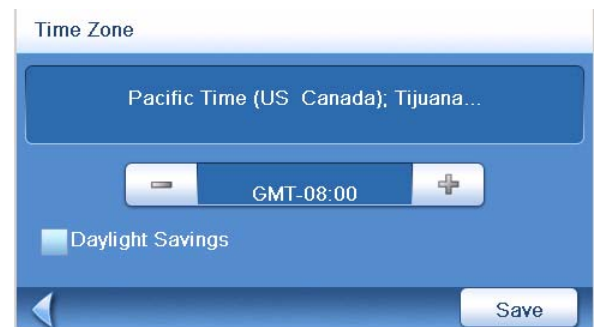 Time Zone
Pacific Time (US Canada); Tijuana...
GMT-08:00
Daylight Savings
Save